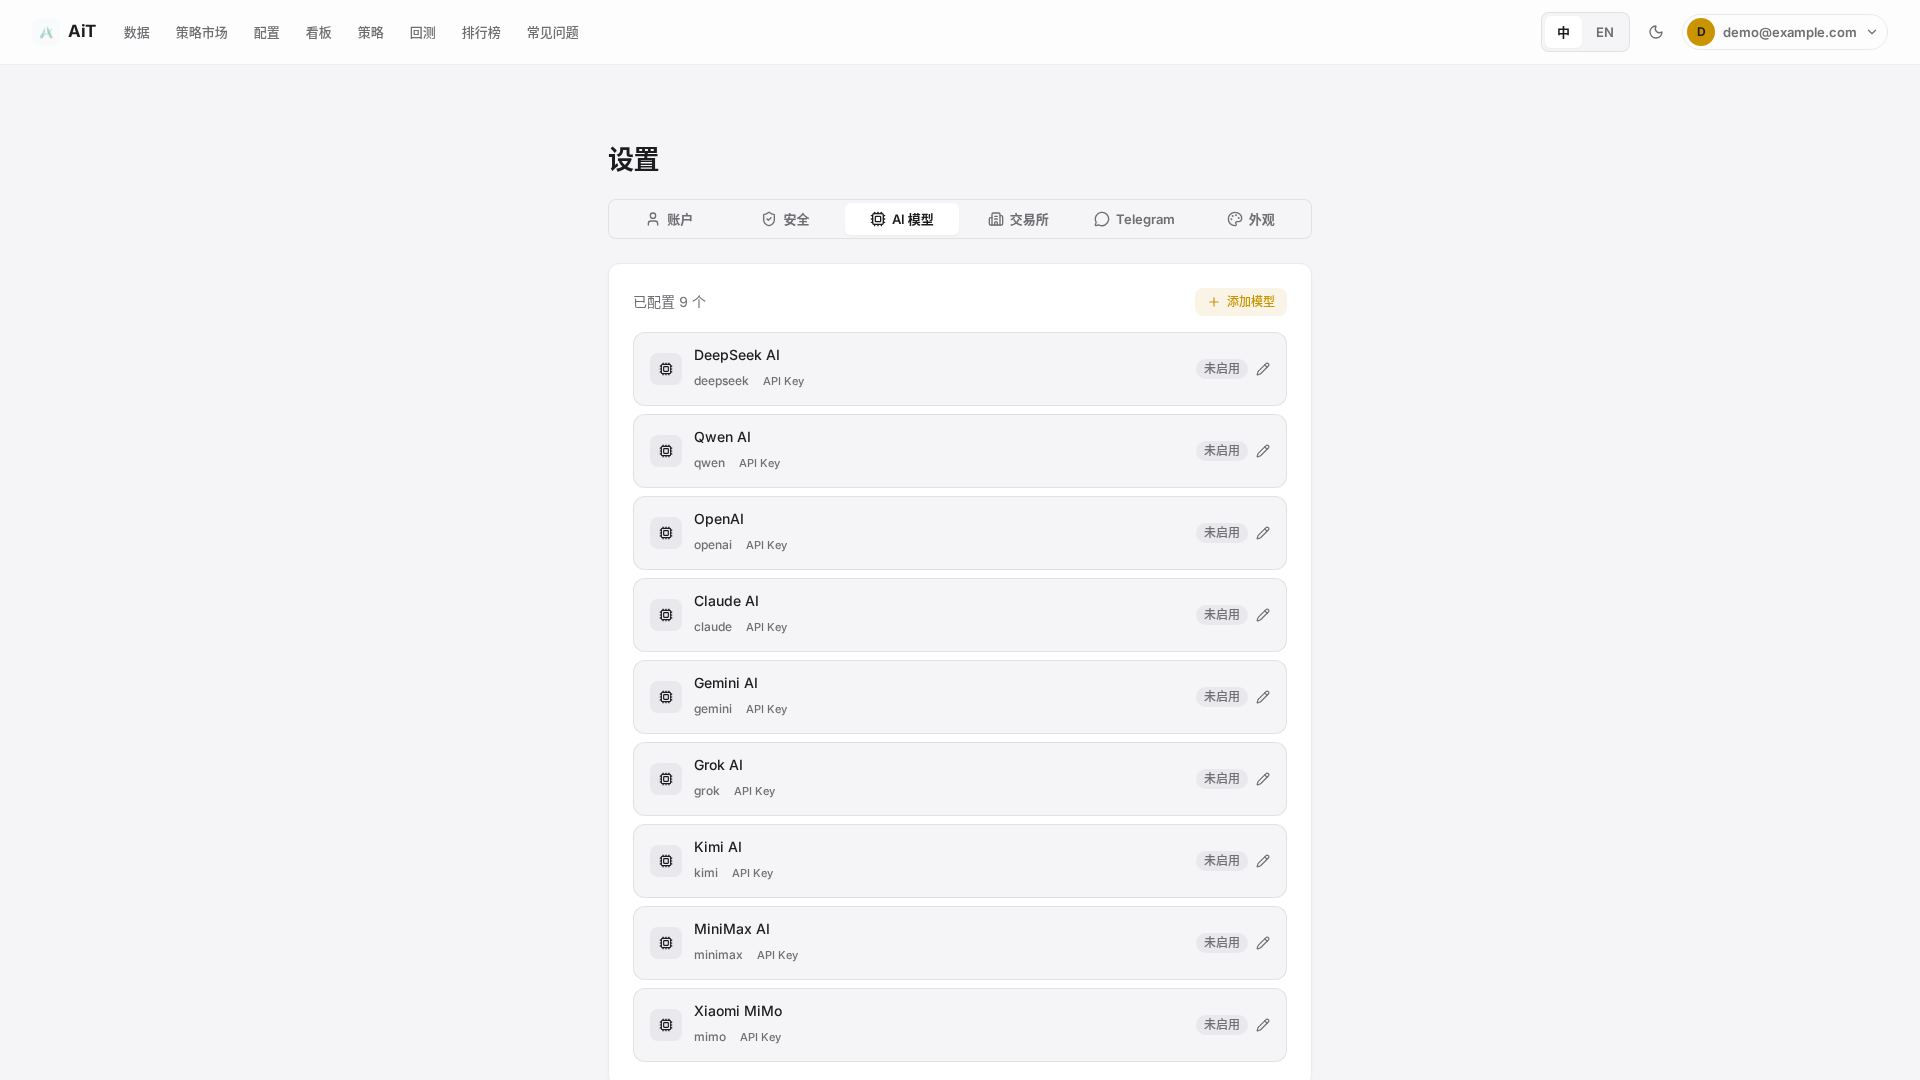 AiT 数据 策略市场 配置 看板 策略 回测 排行榜 常见问题 中 EN D demo@example.com
设置
账户 安全 AI 模型 交易所 Telegram 外观
已配置 9 个 添加模型
DeepSeek AI
deepseek API Key 未启用
Qwen AI
qwen API Key 未启用
OpenAI
openai API Key 未启用
Claude AI
claude API Key 未启用
Gemini AI
gemini API Key 未启用
Grok AI
grok API Key 未启用
Kimi AI
kimi API Key 未启用
MiniMax AI
minimax API Key 未启用
Xiaomi MiMo
mimo API Key 未启用